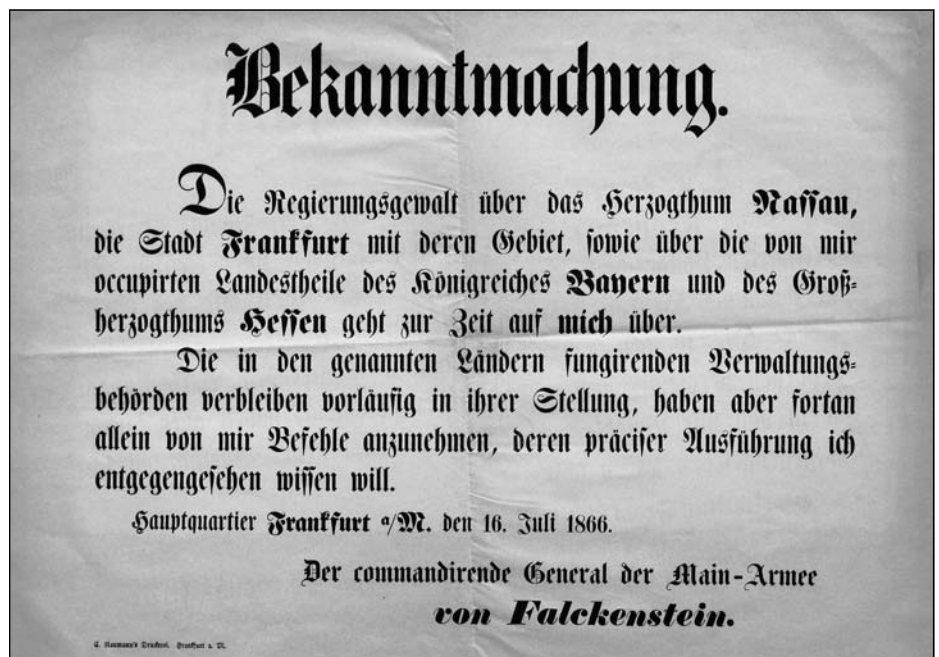 Bekanntmachung.
Die Regierungsgewalt über das Herzogthum Nassau,
die Stadt Frankfurt mit deren Gebiet, sowie über die von mir
occupirten Landestheile des Königreiches Bayern und des Groß=
herzogthums Hessen geht zur Zeit auf mich über.
Die in den genannten Ländern fungirenden Verwaltungs=
behörden verbleiben vorläufig in ihrer Stellung, haben aber fortan
allein von mir Befehle anzunehmen, deren präciser Ausführung ich
entgegengesehen wissen will.
Hauptquartier Frankfurt a/M. den 16. Juli 1866.
Der commandirende General der Main-Armee
von Falckenstein.
C. Naumann's Druckerei. Frankfurt a. M.